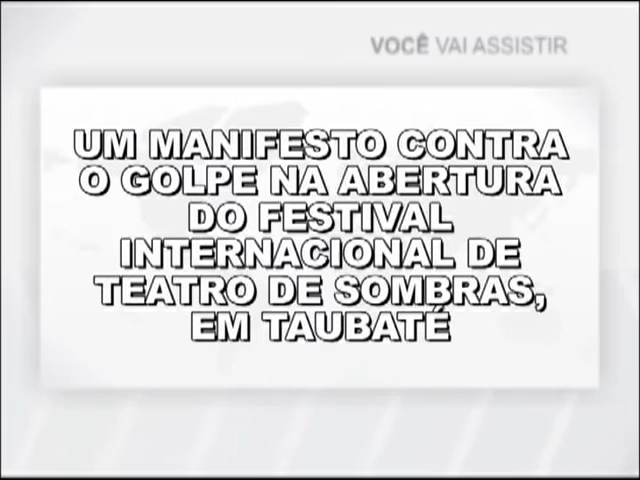 VOCÊ VAI ASSISTIR
UM MANIFESTO CONTRA
O GOLPE NA ABERTURA
DO FESTIVAL
INTERNACIONAL DE
TEATRO DE SOMBRAS,
EM TAUBATÉ